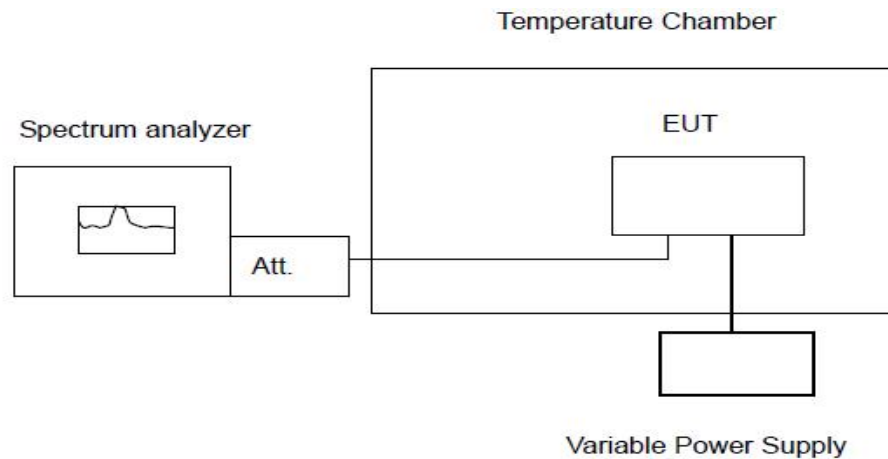 Temperature Chamber
Spectrum analyzer
EUT
Att.
Variable Power Supply